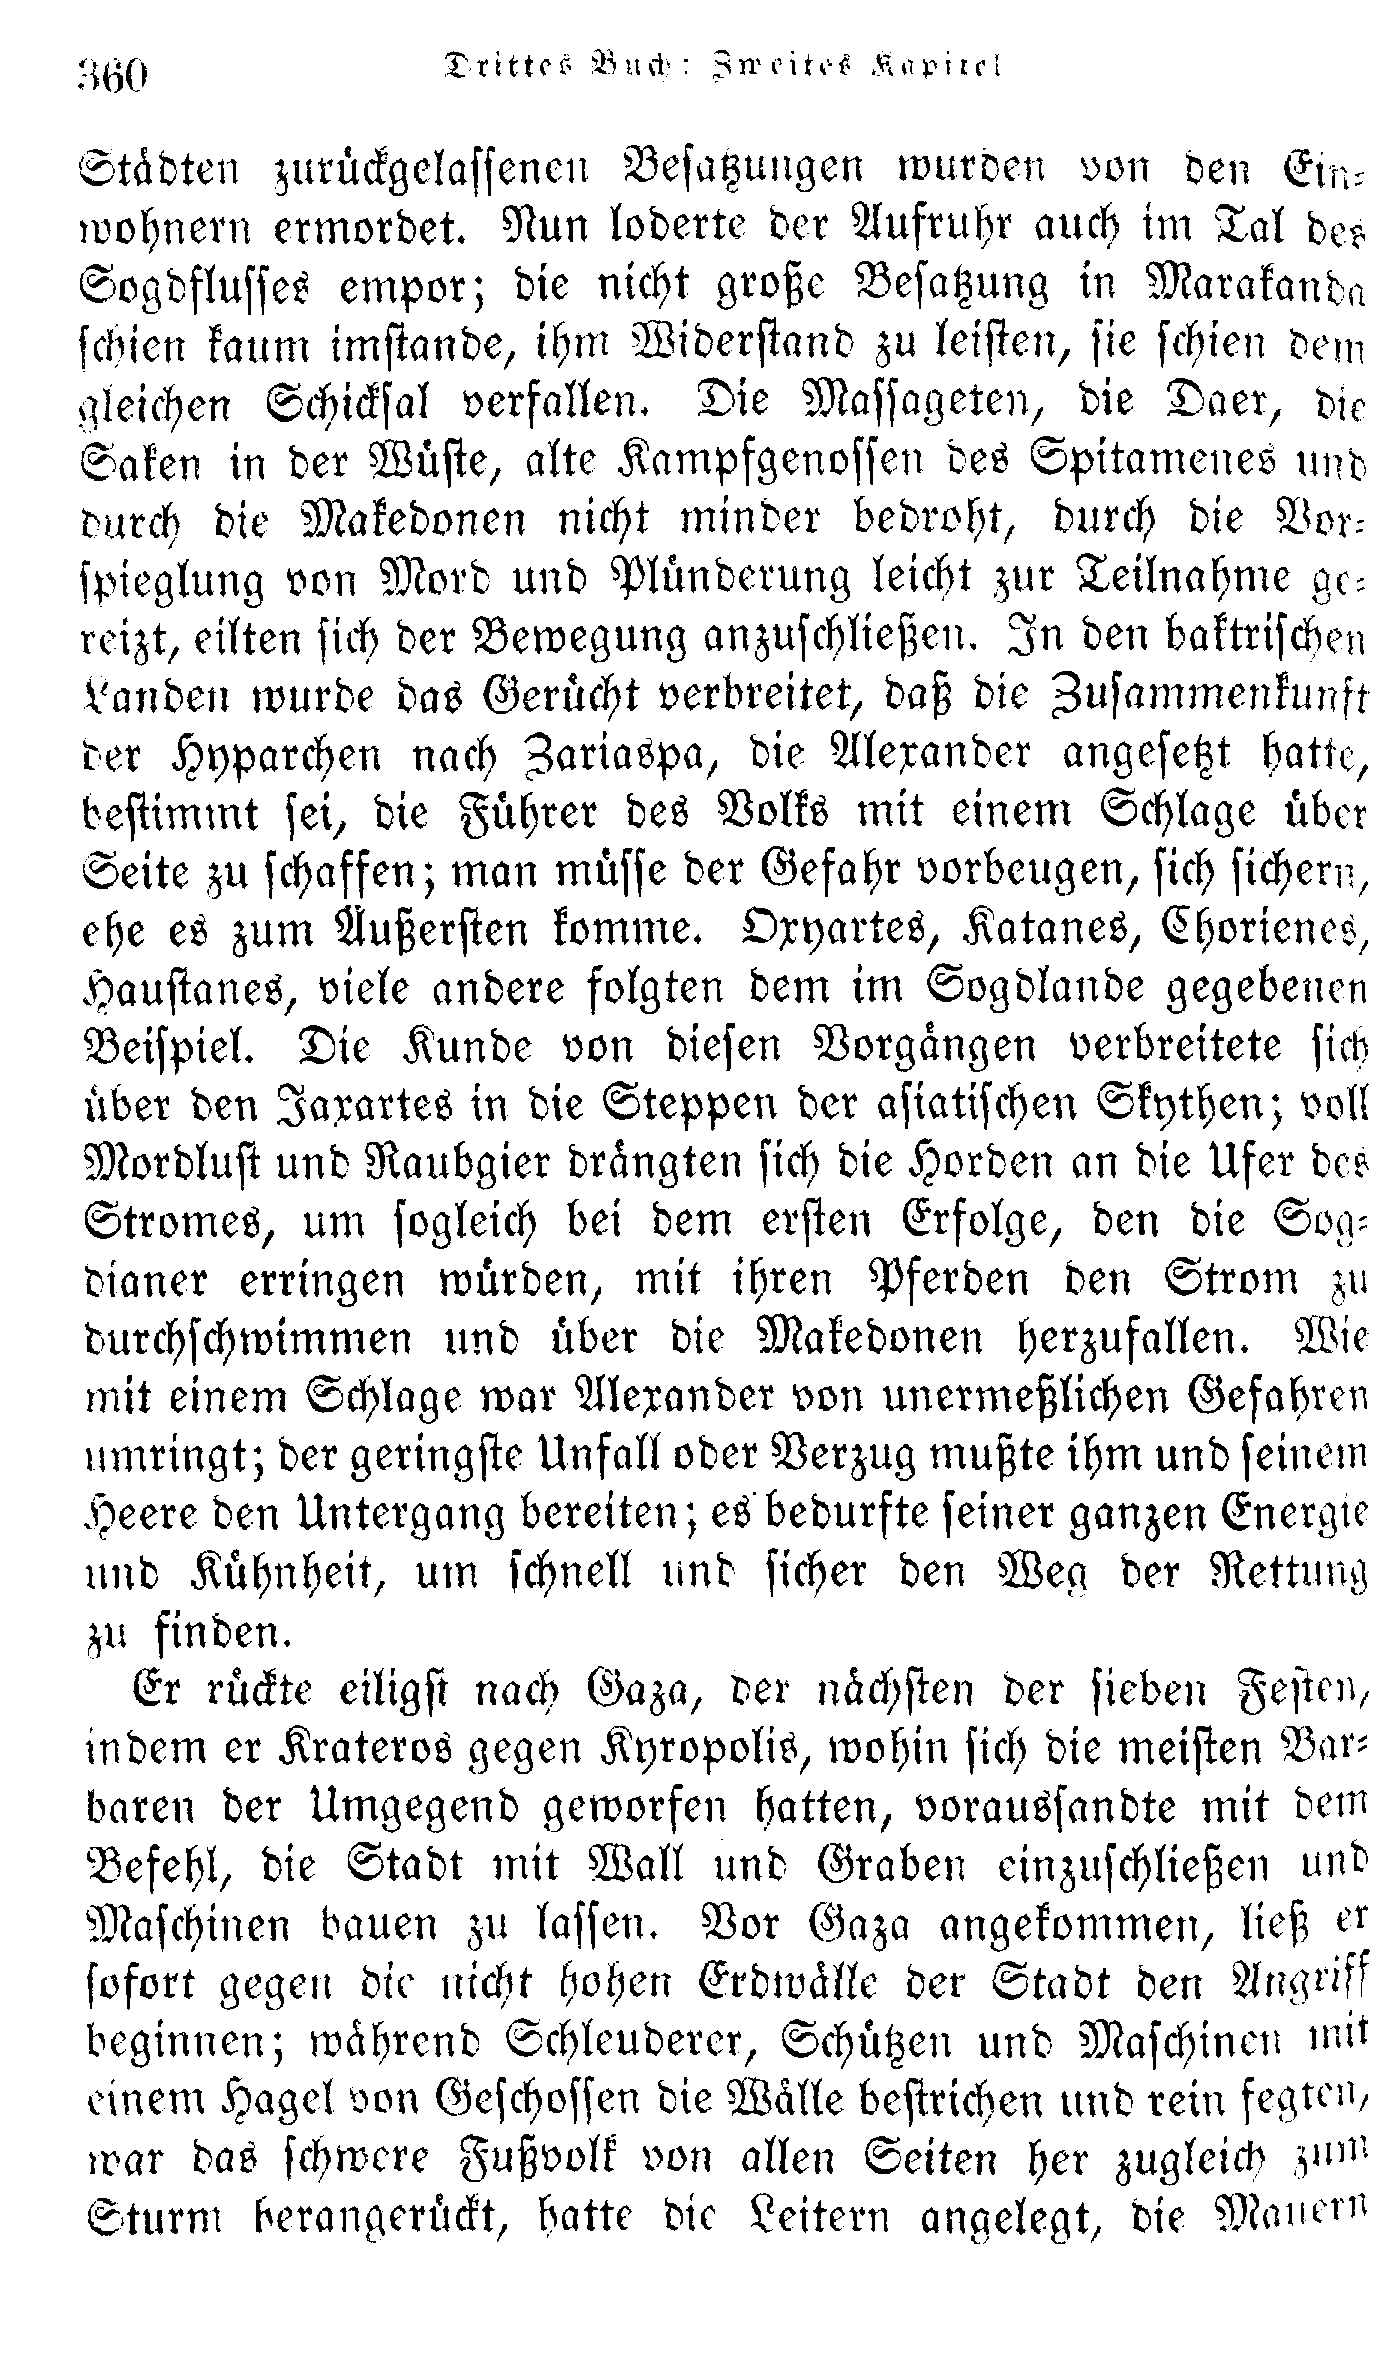 360 Drittes Buch: Zweites Kapitel
Städten zurückgelassenen Besatzungen wurden von den Ein-
wohnern ermordet. Nun loderte der Aufruhr auch im Tal des
Sogdflusses empor; die nicht große Besatzung in Marakanda
schien kaum imstande, ihm Widerstand zu leisten, sie schien dem
gleichen Schicksal verfallen. Die Massageten, die Daer, die
Saken in der Wüste, alte Kampfgenossen des Spitamenes und
durch die Makedonen nicht minder bedroht, durch die Vor-
spieglung von Mord und Plünderung leicht zur Teilnahme ge-
reizt, eilten sich der Bewegung anzuschließen. In den baktrischen
Landen wurde das Gerücht verbreitet, daß die Zusammenkunft
der Hyparchen nach Zariaspa, die Alexander angesetzt hatte,
bestimmt sei, die Führer des Volks mit einem Schlage über
Seite zu schaffen; man müsse der Gefahr vorbeugen, sich sichern,
ehe es zum Äußersten komme. Oxyartes, Katanes, Chorienes,
Haustanes, viele andere folgten dem im Sogdlande gegebenen
Beispiel. Die Kunde von diesen Vorgängen verbreitete sich
über den Jaxartes in die Steppen der asiatischen Skythen; voll
Mordlust und Raubgier drängten sich die Horden an die Ufer des
Stromes, um sogleich bei dem ersten Erfolge, den die Sog-
dianer erringen würden, mit ihren Pferden den Strom zu
durchschwimmen und über die Makedonen herzufallen. Wie
mit einem Schlage war Alexander von unermeßlichen Gefahren
umringt; der geringste Unfall oder Verzug mußte ihm und seinem
Heere den Untergang bereiten; es bedurfte seiner ganzen Energie
und Kühnheit, um schnell und sicher den Weg der Rettung
zu finden.
Er rückte eiligst nach Gaza, der nächsten der sieben Festen,
indem er Krateros gegen Kyropolis, wohin sich die meisten Bar-
baren der Umgegend geworfen hatten, voraussandte mit dem
Befehl, die Stadt mit Wall und Graben einzuschließen und
Maschinen bauen zu lassen. Vor Gaza angekommen, ließ er
sofort gegen die nicht hohen Erdwälle der Stadt den Angriff
beginnen; während Schleuderer, Schützen und Maschinen mit
einem Hagel von Geschossen die Wälle bestrichen und rein fegten,
war das schwere Fußvolk von allen Seiten her zugleich zum
Sturm herangerückt, hatte die Leitern angelegt, die Mauern